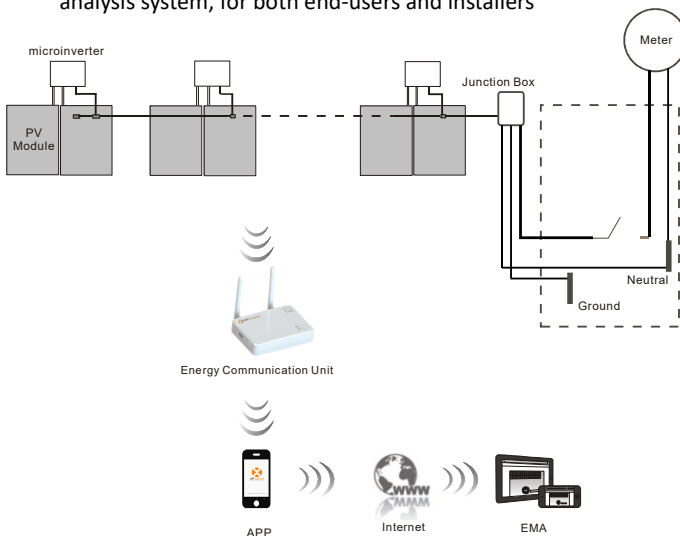 analysis system, for both end-users and installers
Meter
microinverter
Junction Box
PV
Module
Neutral
Ground
Energy Communication Unit
WWW
APP
Internet
EMA